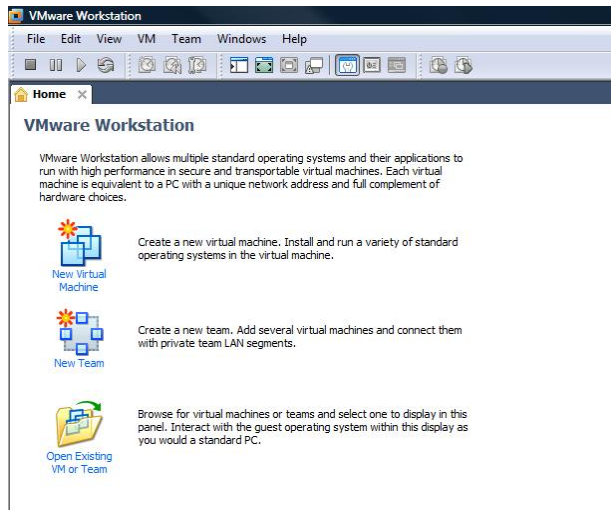 VMware Workstation
File Edit View VM Team Windows Help
Home
VMware Workstation
VMware Workstation allows multiple standard operating systems and their applications to
run with high performance in secure and transportable virtual machines. Each virtual
machine is equivalent to a PC with a unique network address and full complement of
hardware choices.
New Virtual
Machine
Create a new virtual machine. Install and run a variety of standard
operating systems in the virtual machine.
New Team
Create a new team. Add several virtual machines and connect them
with private team LAN segments.
Open Existing
VM or Team
Browse for virtual machines or teams and select one to display in this
panel. Interact with the guest operating system within this display as
you would a standard PC.